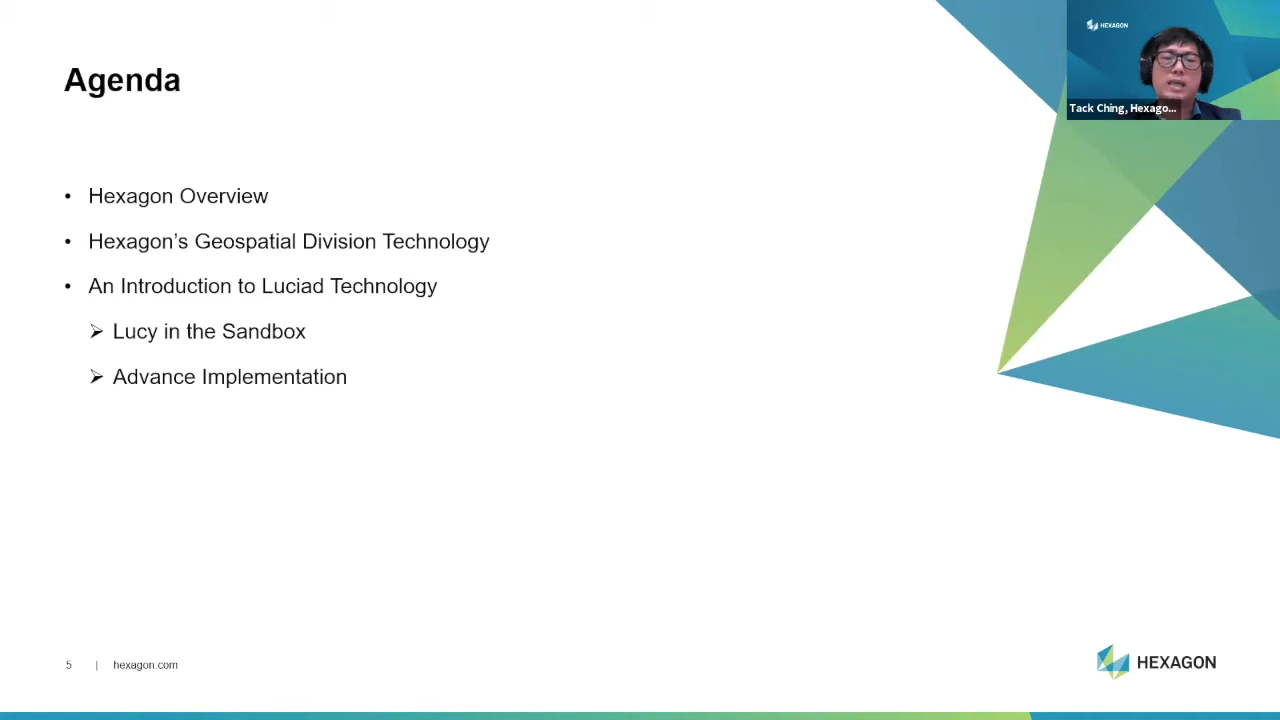 Agenda
HEXAGON
Tack Ching, Hexago...
• Hexagon Overview
• Hexagon’s Geospatial Division Technology
• An Introduction to Luciad Technology
➢ Lucy in the Sandbox
➢ Advance Implementation
5 | hexagon.com
HEXAGON